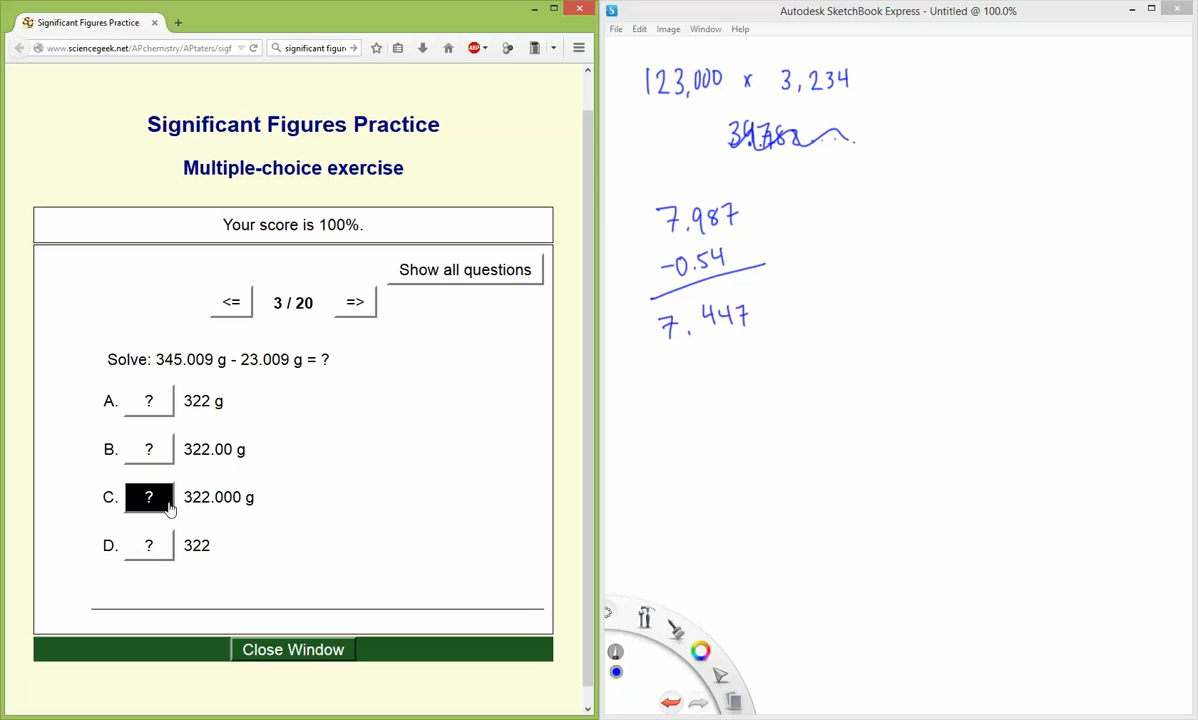 Significant Figures Practice
www.sciencegeek.net/APchemistry/APtaters/sigf
significant figur
ABP
Significant Figures Practice
Multiple-choice exercise
Your score is 100%.
Show all questions
<= 3 / 20 =>
Solve: 345.009 g - 23.009 g = ?
A. ? 322 g
B. ? 322.00 g
C. ? 322.000 g
D. ? 322
Close Window
Autodesk SketchBook Express - Untitled @ 100.0%
File Edit Image Window Help
123,000 x 3,234
7.987
-0.54
7.447